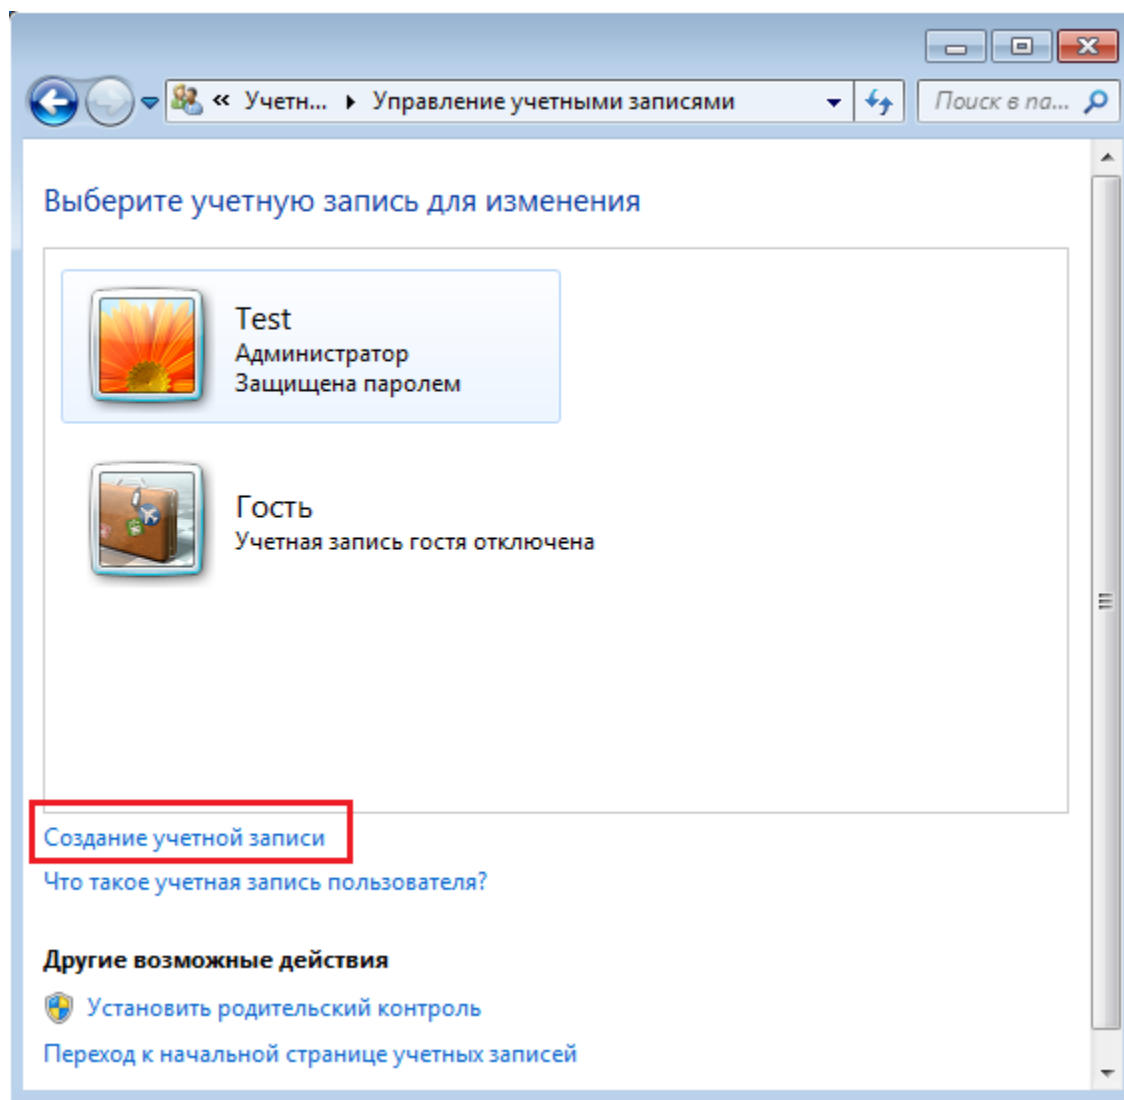 « Учетн... Управление учетными записями
Поиск в па...
Выберите учетную запись для изменения
Test
Администратор
Защищена паролем
Гость
Учетная запись гостя отключена
Создание учетной записи
Что такое учетная запись пользователя?
Другие возможные действия
Установить родительский контроль
Переход к начальной странице учетных записей